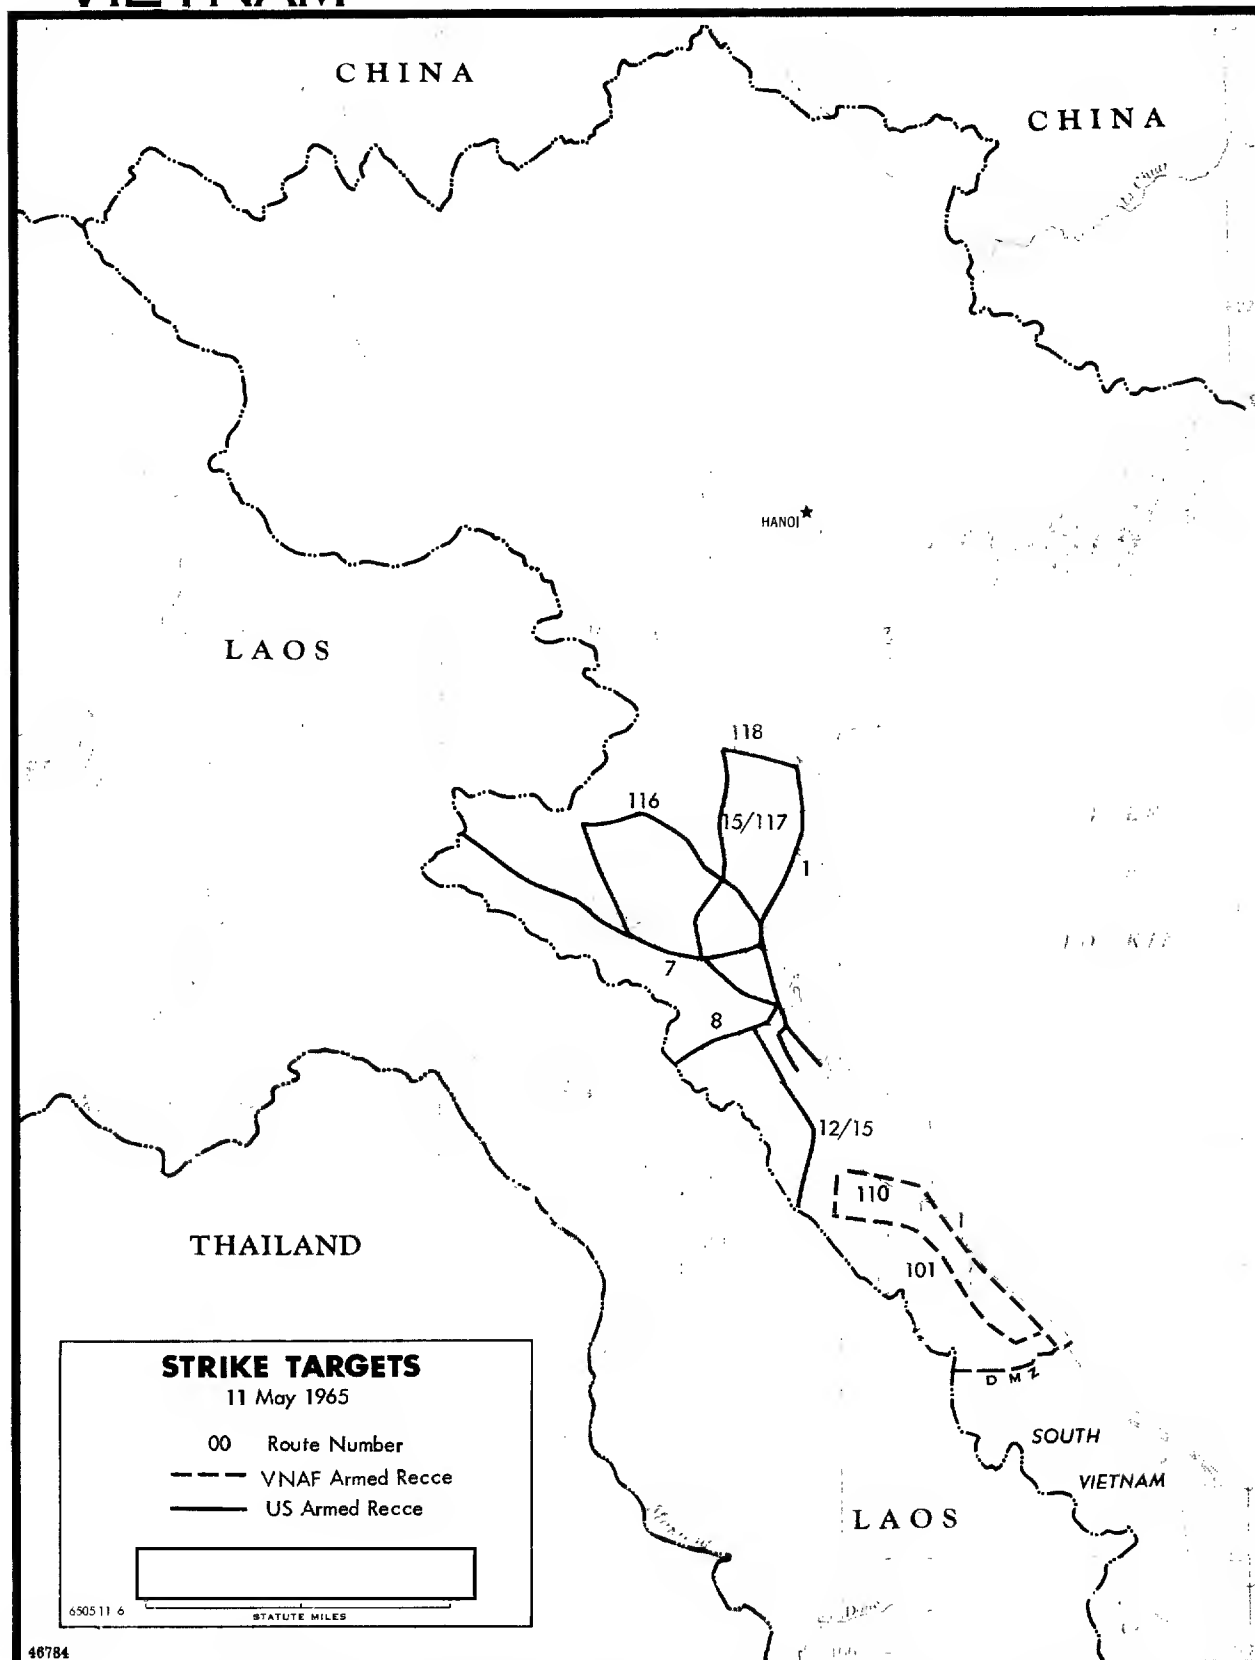 VIETNAM
CHINA
CHINA
HANOI
LAOS
118
116
15/117
1
7
8
12/15
110
1
101
THAILAND
DMZ
SOUTH
VIETNAM
LAOS
STRIKE TARGETS
11 May 1965
00 Route Number
VNAF Armed Recce
US Armed Recce
650511 6
STATUTE MILES
46784